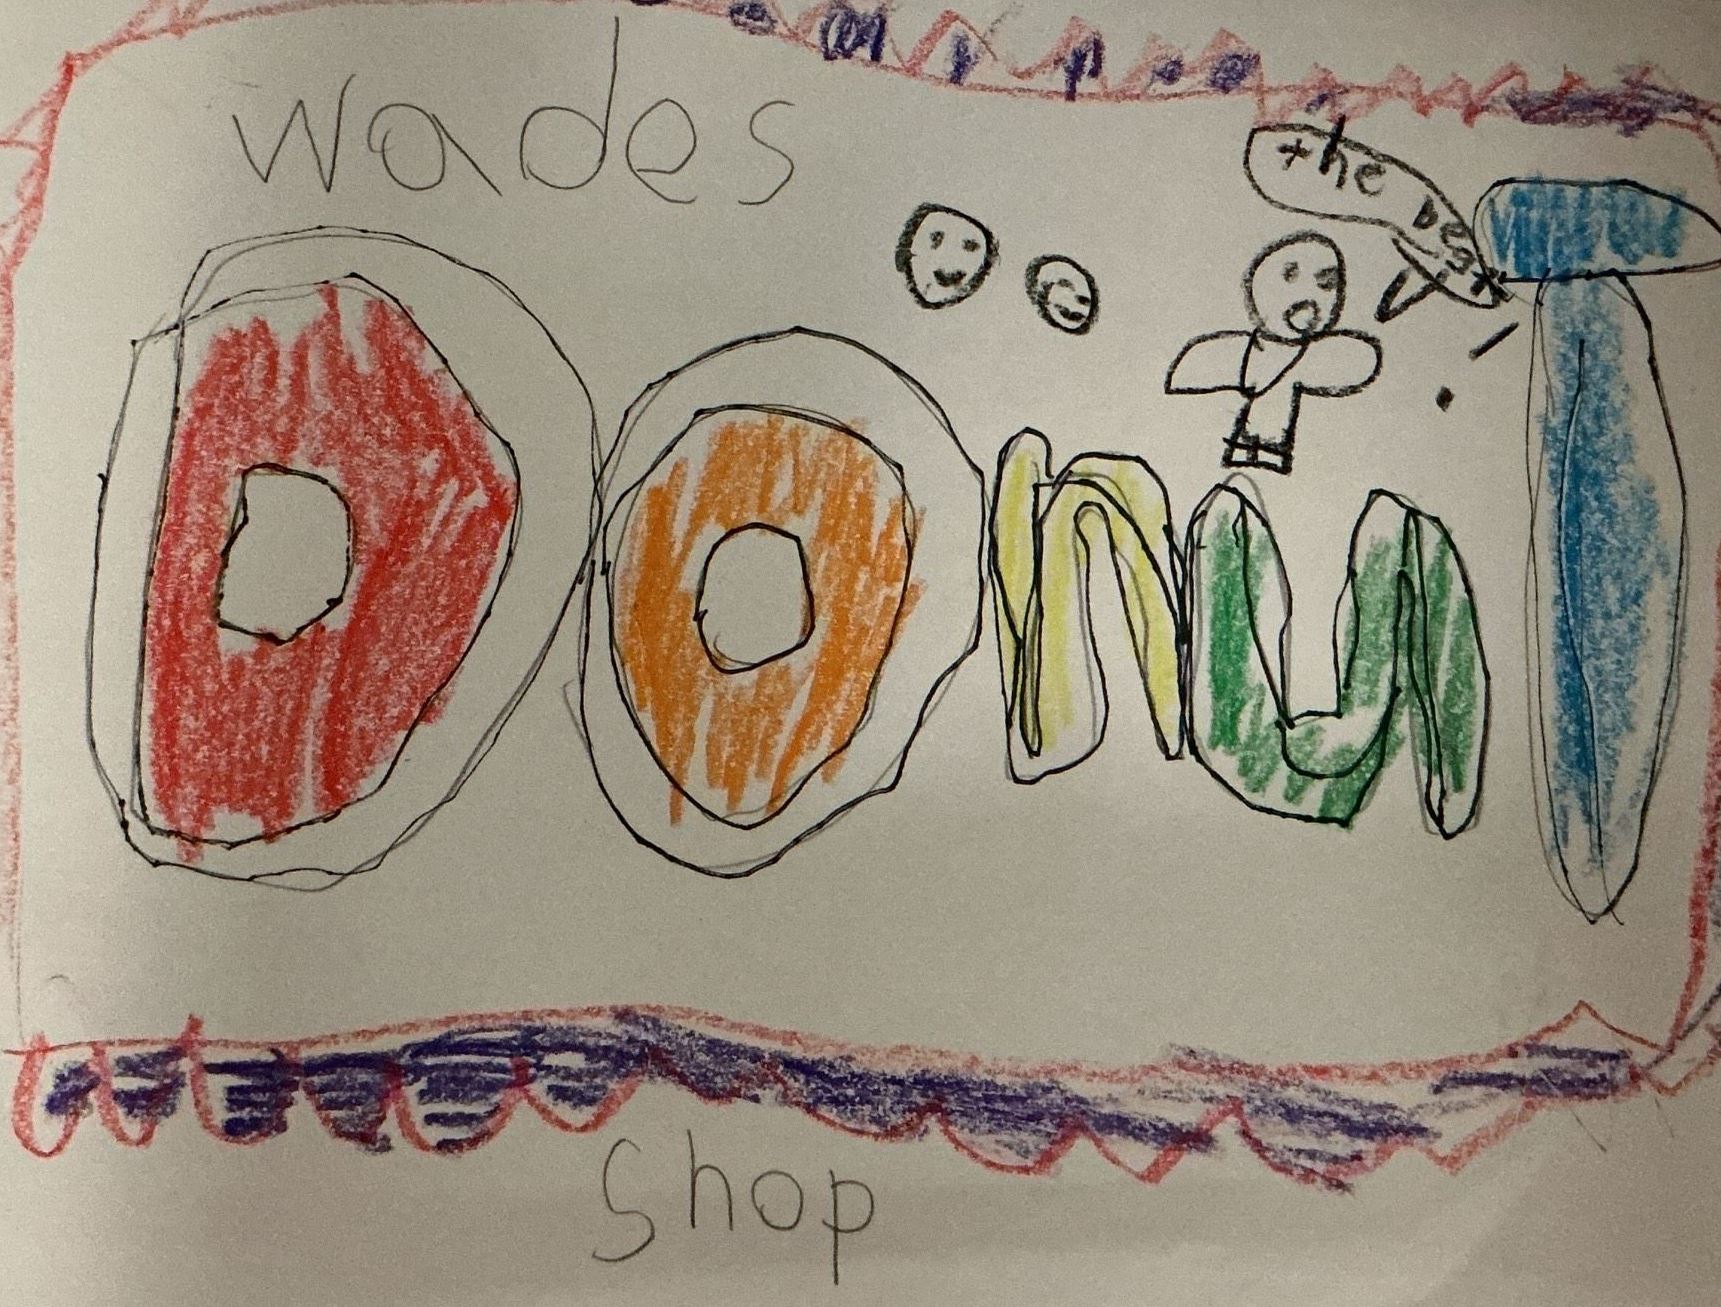 wades
the best
Donut
Shop